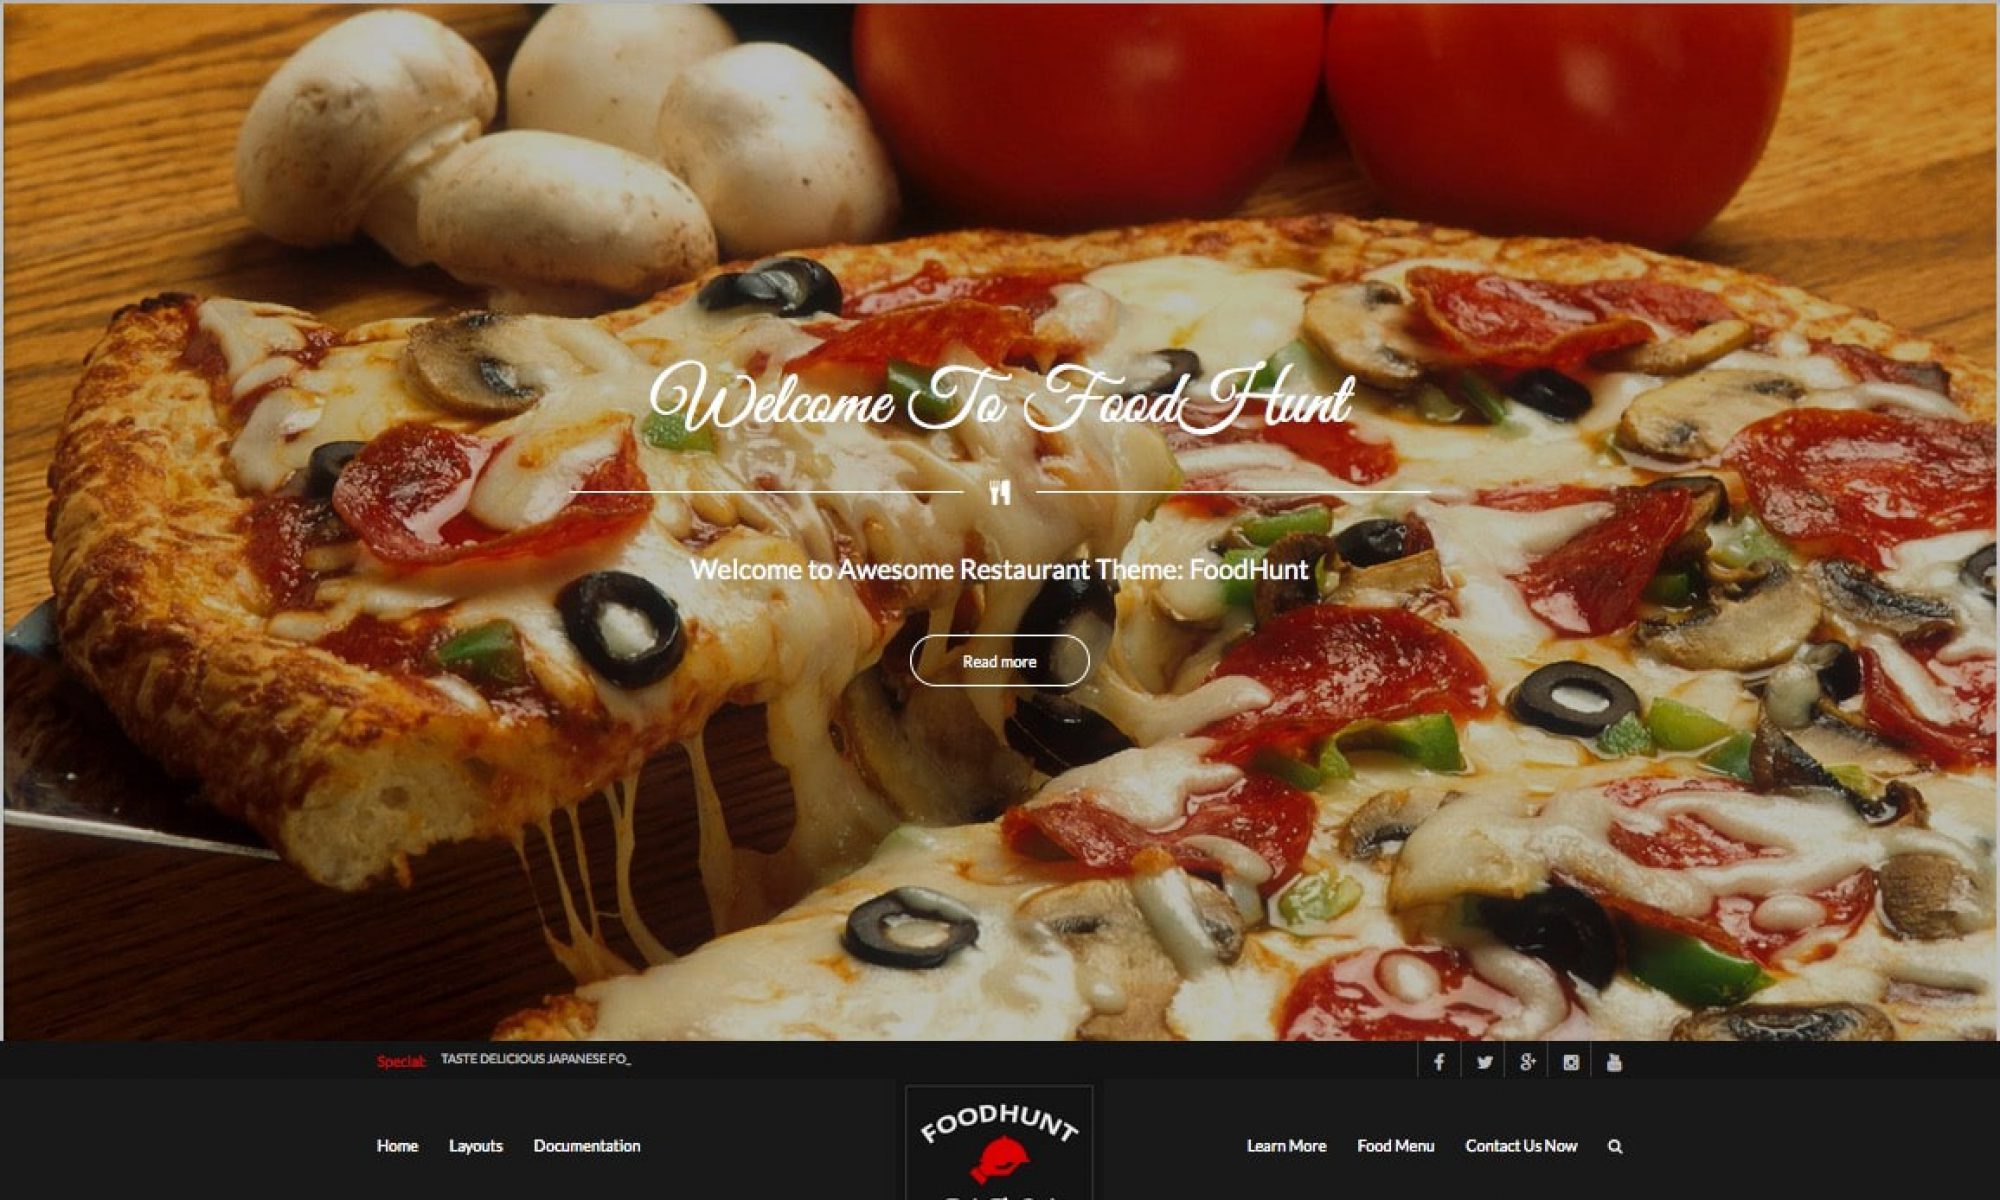 Welcome To FoodHunt
Welcome to Awesome Restaurant Theme: FoodHunt
Read more
Special: TASTE DELICIOUS JAPANESE FO_
FOODHUNT
Home Layouts Documentation Learn More Food Menu Contact Us Now